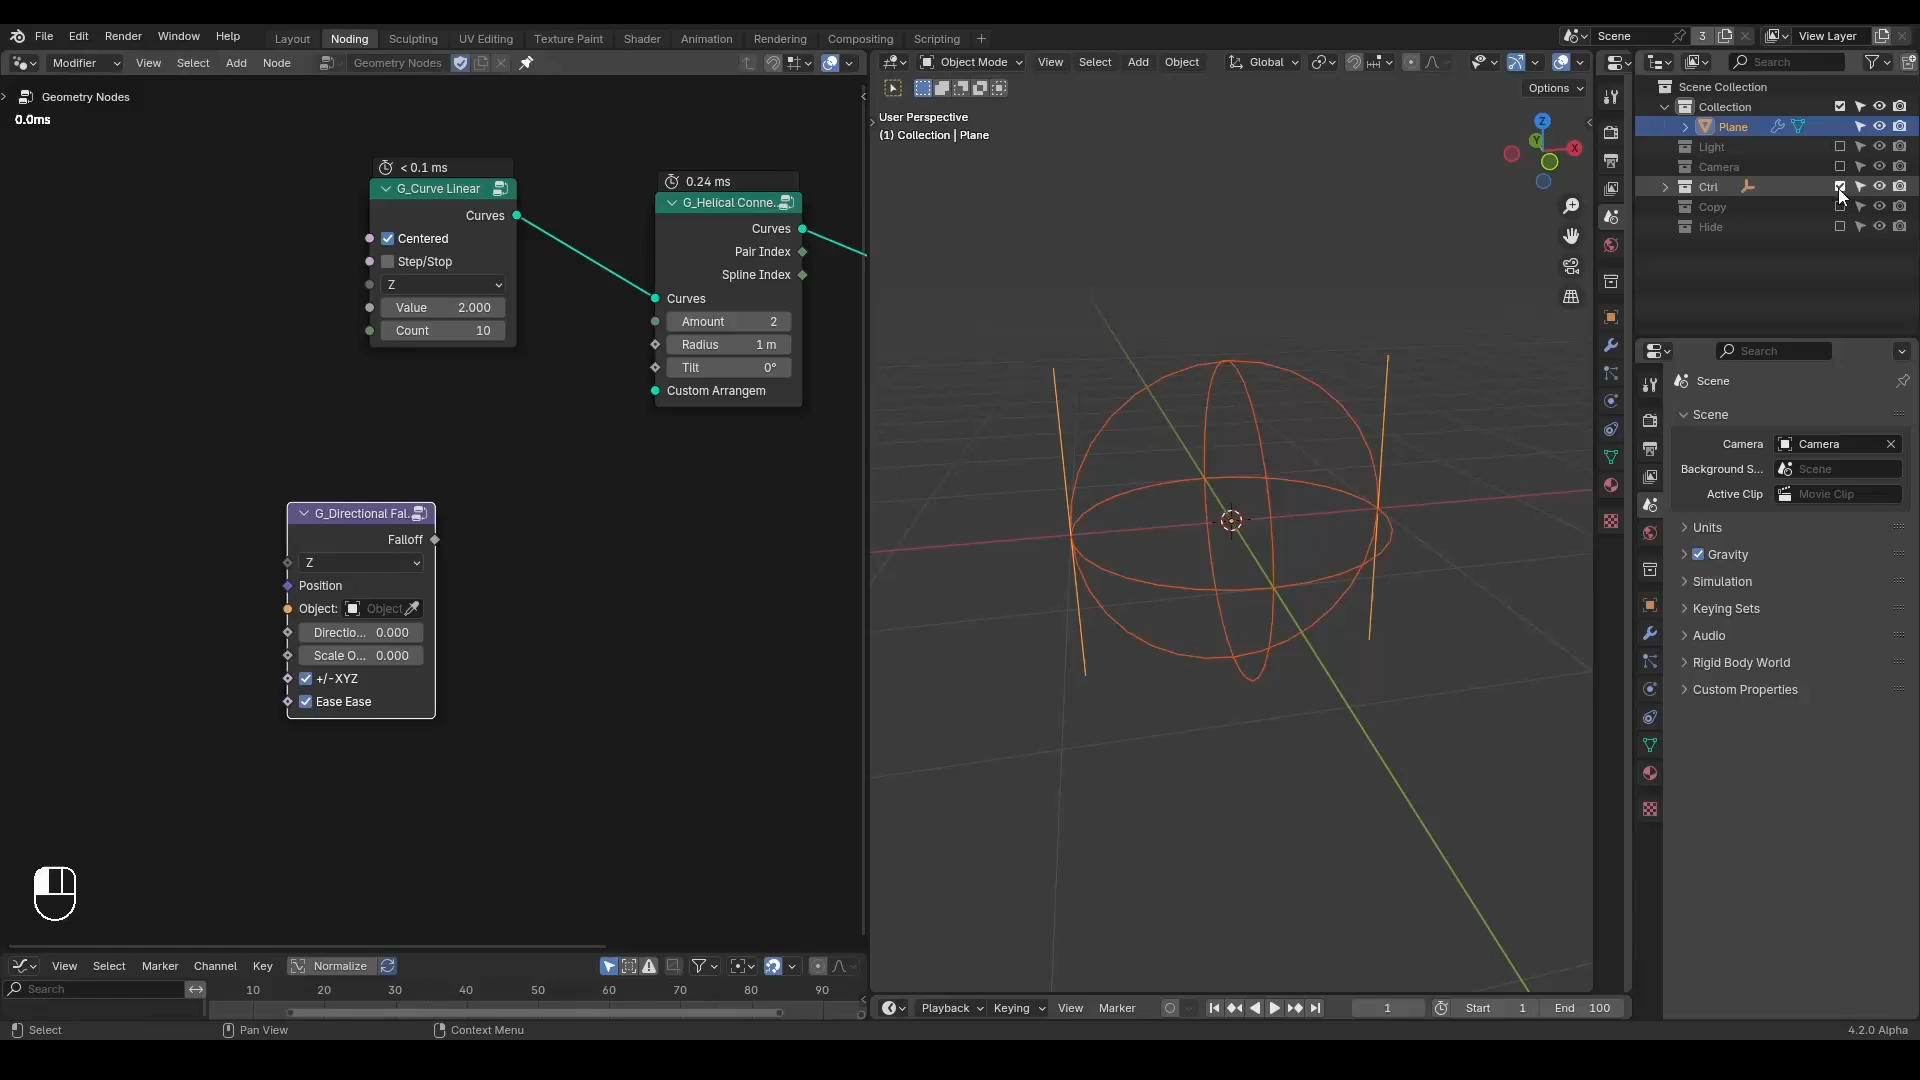 File Edit Render Window Help Layout Noding Sculpting UV Editing Texture Paint Shader Animation Rendering Compositing Scripting + Scene 3 View Layer
Modifier View Select Add Node Geometry Nodes
Object Mode View Select Add Object Global
Search
Geometry Nodes
0.0ms
Options
User Perspective
(1) Collection | Plane
Z
Y
X
< 0.1 ms
G_Curve Linear
Curves
Centered
Step/Stop
Z
Value 2.000
Count 10
0.24 ms
G_Helical Conne...
Curves
Pair Index
Spline Index
Curves
Amount 2
Radius 1 m
Tilt 0°
Custom Arrangem
G_Directional Fal...
Falloff
Z
Position
Object: Object
Directio... 0.000
Scale O... 0.000
+/-XYZ
Ease Ease
Scene Collection
Collection
Plane
Light
Camera
Ctrl
Copy
Hide
Search
Scene
Scene
Camera Camera
Background S... Scene
Active Clip Movie Clip
Units
Gravity
Simulation
Keying Sets
Audio
Rigid Body World
Custom Properties
View Select Marker Channel Key Normalize
Search
10 20 30 40 50 60 70 80 90
Playback Keying View Marker 1 Start 1 End 100
Select Pan View Context Menu 4.2.0 Alpha